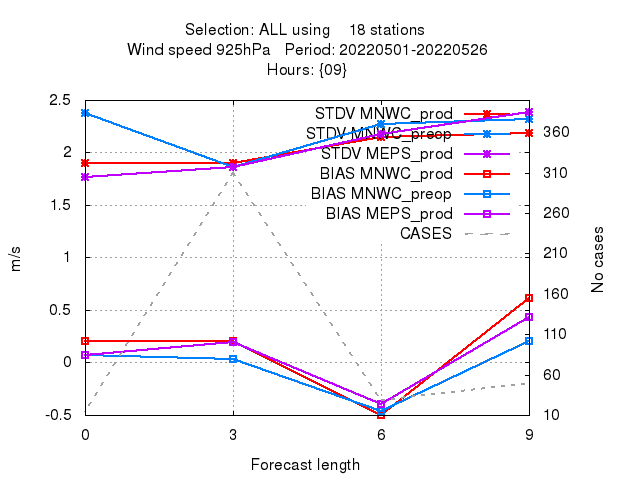 Selection: ALL using    18 stations
Wind speed 925hPa   Period: 20220501-20220526
Hours: {09}
2.5
2
1.5
1
0.5
0
-0.5
m/s
STDV MNWC_prod
STDV MNWC_preop
STDV MEPS_prod
BIAS MNWC_prod
BIAS MNWC_preop
BIAS MEPS_prod
CASES
360
310
260
210
160
110
60
10
No cases
0 3 6 9
Forecast length